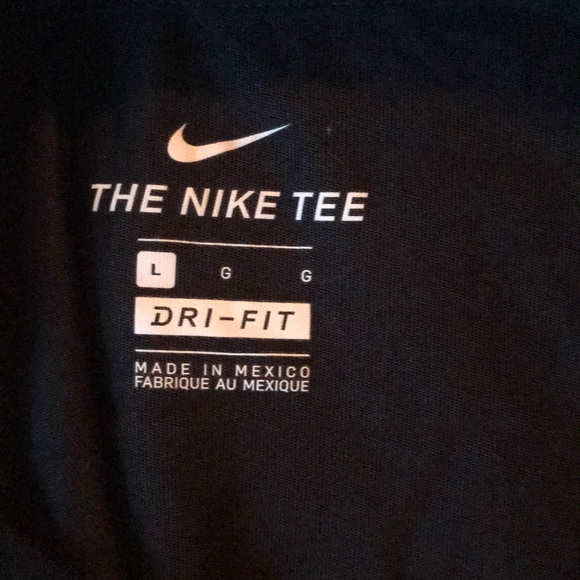 THE NIKE TEE
L G G
DRI-FIT
MADE IN MEXICO
FABRIQUE AU MEXIQUE